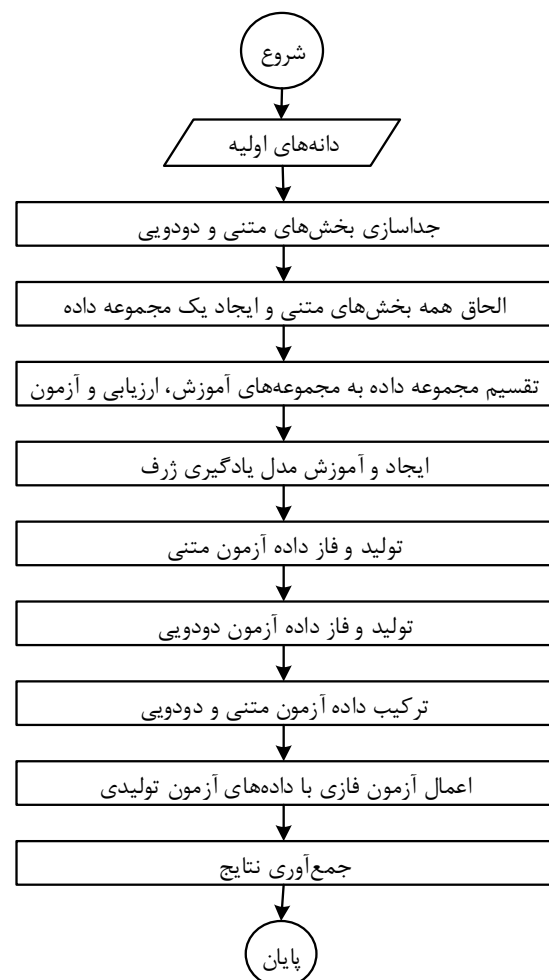 شروع
دانه‌های اولیه
جداسازی بخش‌های متنی و دودویی
الحاق همه بخش‌های متنی و ایجاد یک مجموعه داده
تقسیم مجموعه داده به مجموعه‌های آموزش، ارزیابی و آزمون
ایجاد و آموزش مدل یادگیری ژرف
تولید و فاز داده آزمون متنی
تولید و فاز داده آزمون دودویی
ترکیب داده آزمون متنی و دودویی
اعمال آزمون فازی با داده‌های آزمون تولیدی
جمع‌آوری نتایج
پایان